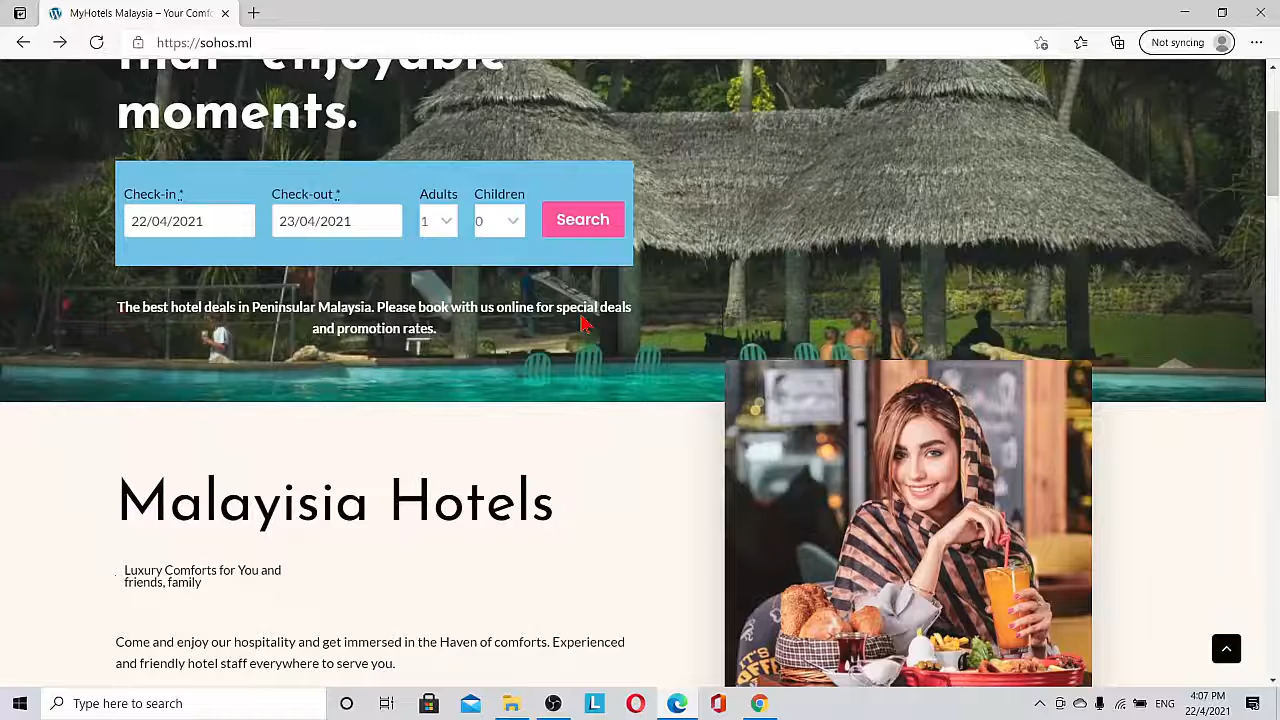 MyHotels Malaysia – Your Comfo
https://sohos.ml
Not syncing
that enjoyable
moments.
Check-in * Check-out * Adults Children
22/04/2021 23/04/2021 1 0 Search
The best hotel deals in Peninsular Malaysia. Please book with us online for special deals
and promotion rates.
Malayisia Hotels
Luxury Comforts for You and
friends, family
Come and enjoy our hospitality and get immersed in the Haven of comforts. Experienced
and friendly hotel staff everywhere to serve you.
Type here to search
ENG
4:07 PM
22/4/2021